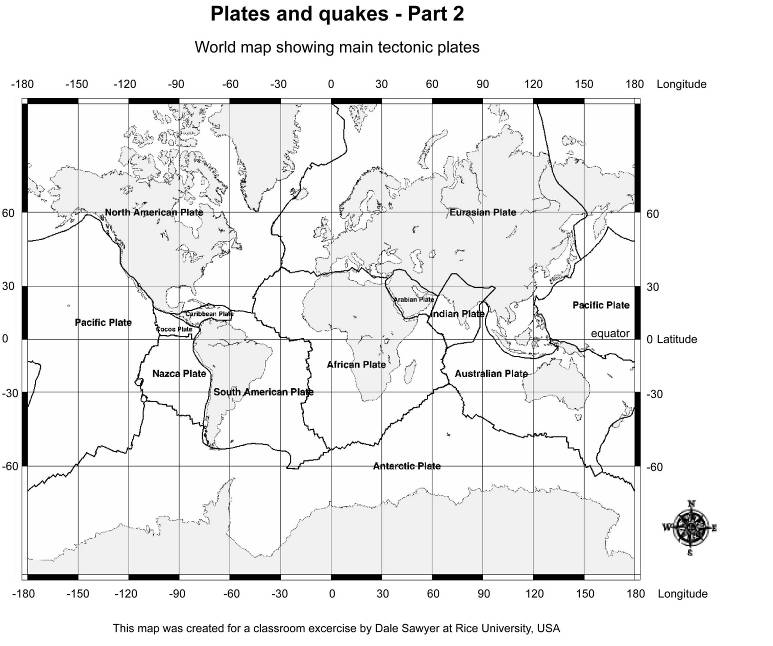 Plates and quakes - Part 2
World map showing main tectonic plates
-180 -150 -120 -90 -60 -30 0 30 60 90 120 150 180 Longitude
60 North American Plate Eurasian Plate 60
30 30
Arabian Plate
Caribbean Plate Indian Plate
Pacific Plate
Pacific Plate Cocos Plate equator
0 0 Latitude
African Plate
Nazca Plate Australian Plate
-30 South American Plate -30
-60 Antarctic Plate -60
N
W E
S
-180 -150 -120 -90 -60 -30 0 30 60 90 120 150 180 Longitude
This map was created for a classroom excercise by Dale Sawyer at Rice University, USA